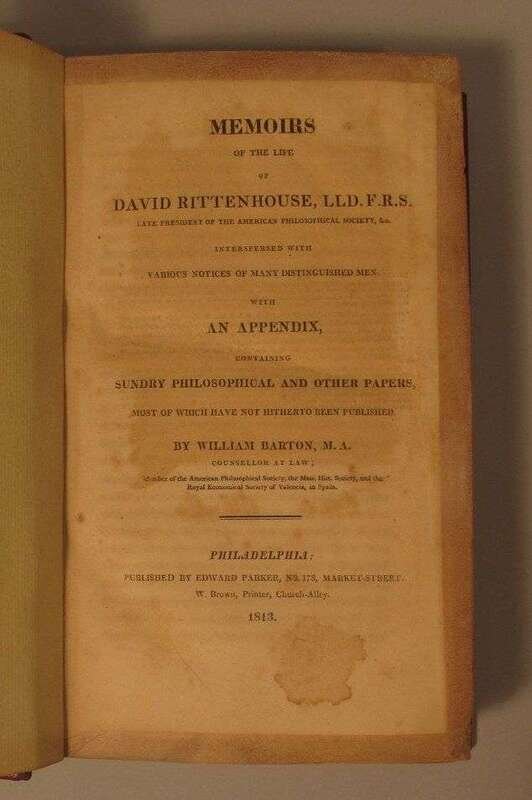 MEMOIRS
OF THE LIFE
OF
DAVID RITTENHOUSE, LLD. F.R.S.
LATE PRESIDENT OF THE AMERICAN PHILOSOPHICAL SOCIETY, &c.
INTERSPERSED WITH
VARIOUS NOTICES OF MANY DISTINGUISHED MEN.
WITH
AN APPENDIX,
CONTAINING
SUNDRY PHILOSOPHICAL AND OTHER PAPERS,
MOST OF WHICH HAVE NOT HITHERTO BEEN PUBLISHED.
BY WILLIAM BARTON, M. A.
COUNSELLOR AT LAW;
Member of the American Philosophical Society, the Mass. Hist. Society, and the
Royal Economical Society of Valencia, in Spain.
PHILADELPHIA:
PUBLISHED BY EDWARD PARKER, NO. 178, MARKET-STREET.
W. Brown, Printer, Church-Alley.
1813.